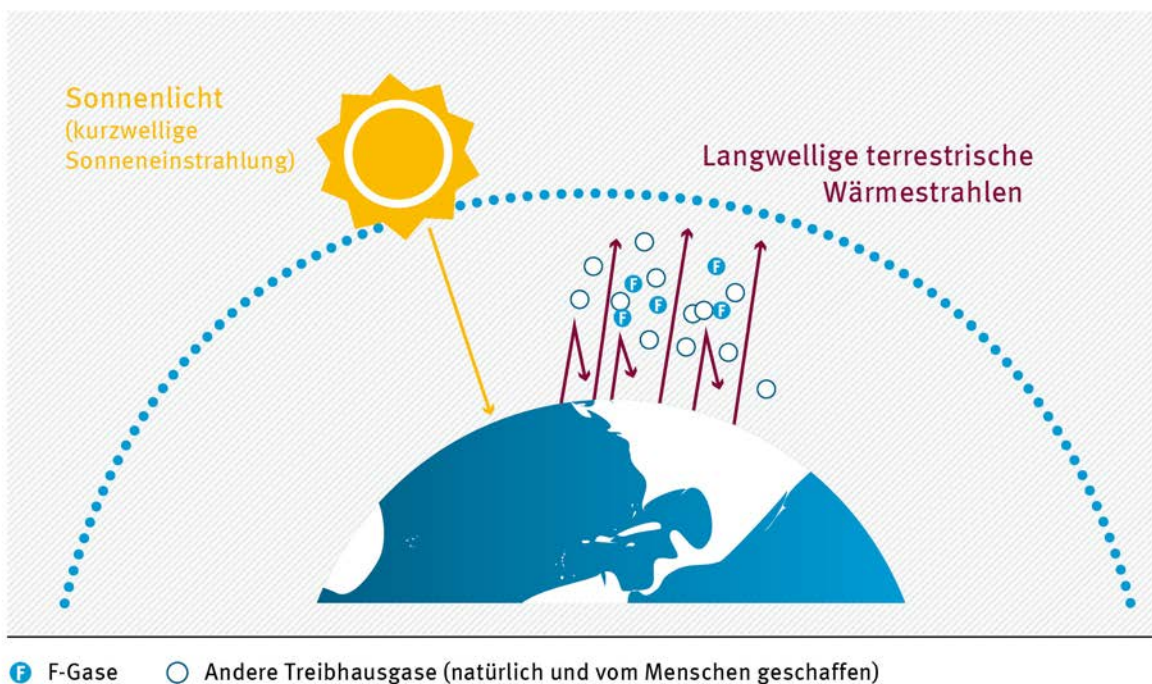 Sonnenlicht
(kurzwellige
Sonneneinstrahlung)
Langwellige terrestrische
Wärmestrahlen
F
F
F
F
F
F F-Gase
Andere Treibhausgase (natürlich und vom Menschen geschaffen)